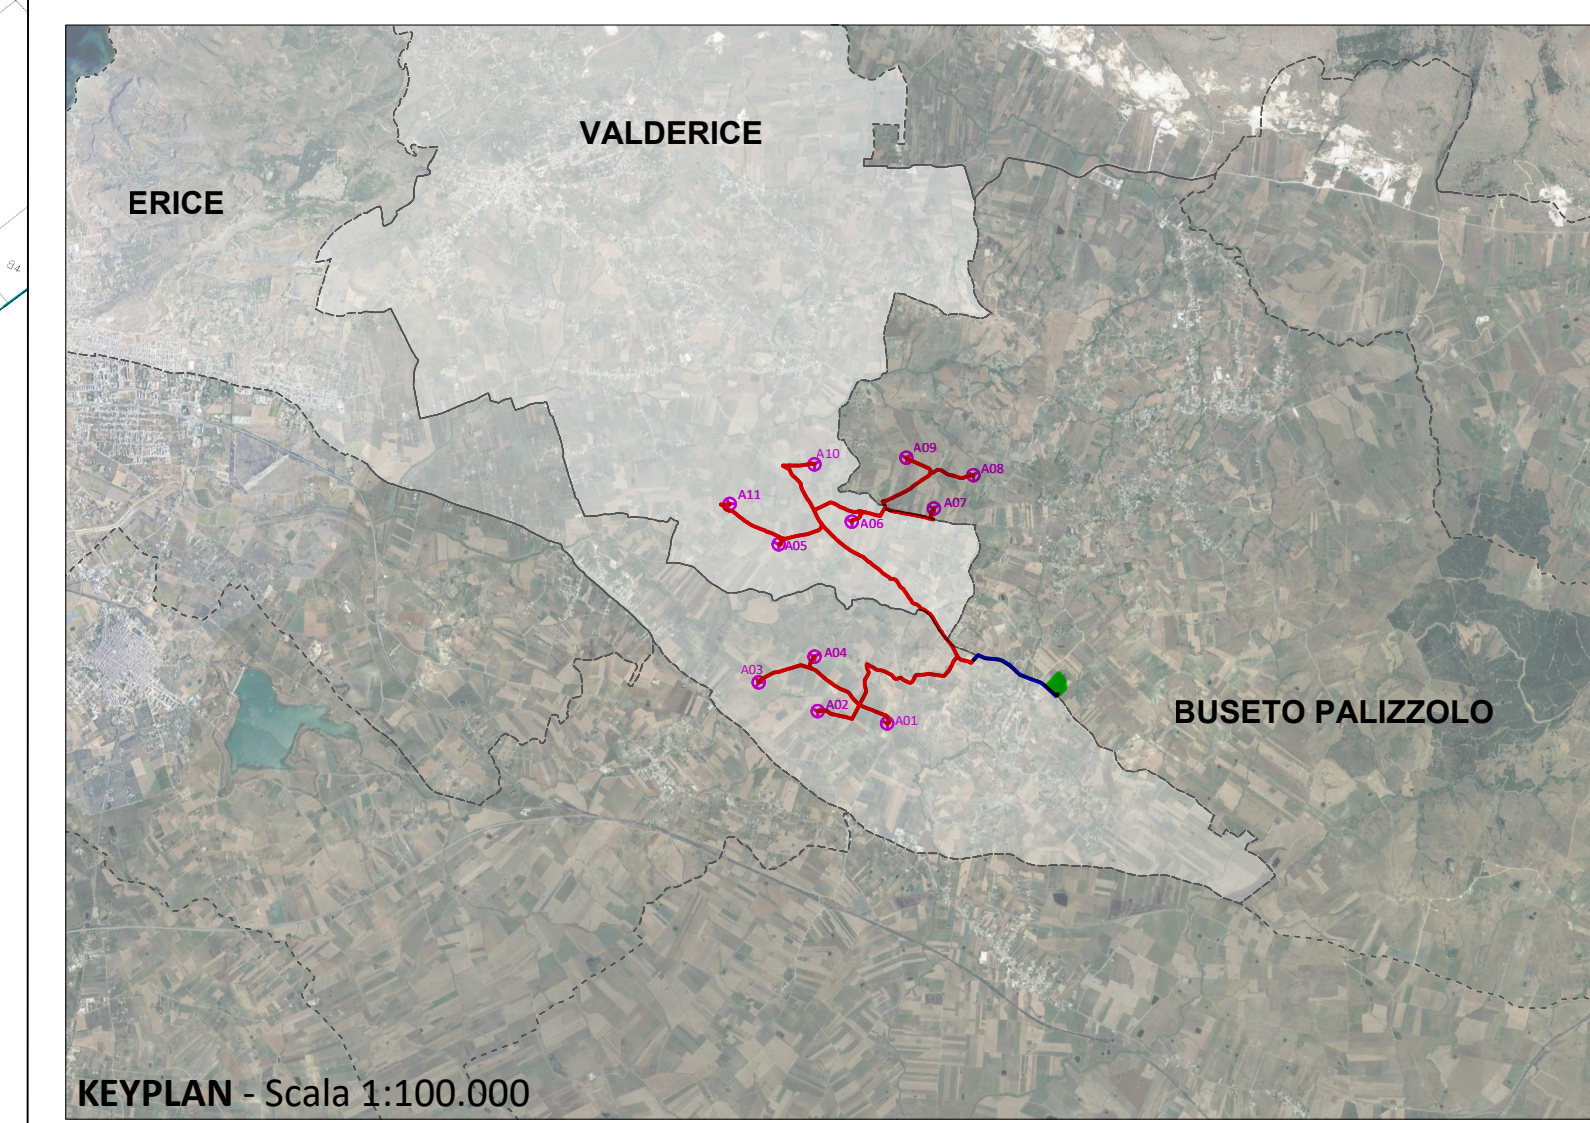 VALDERICE
ERICE
84
A09
A10
A08
A11
A07
A06
A05
A04
A03
A02
A01
BUSETO PALIZZOLO
KEYPLAN - Scala 1:100.000